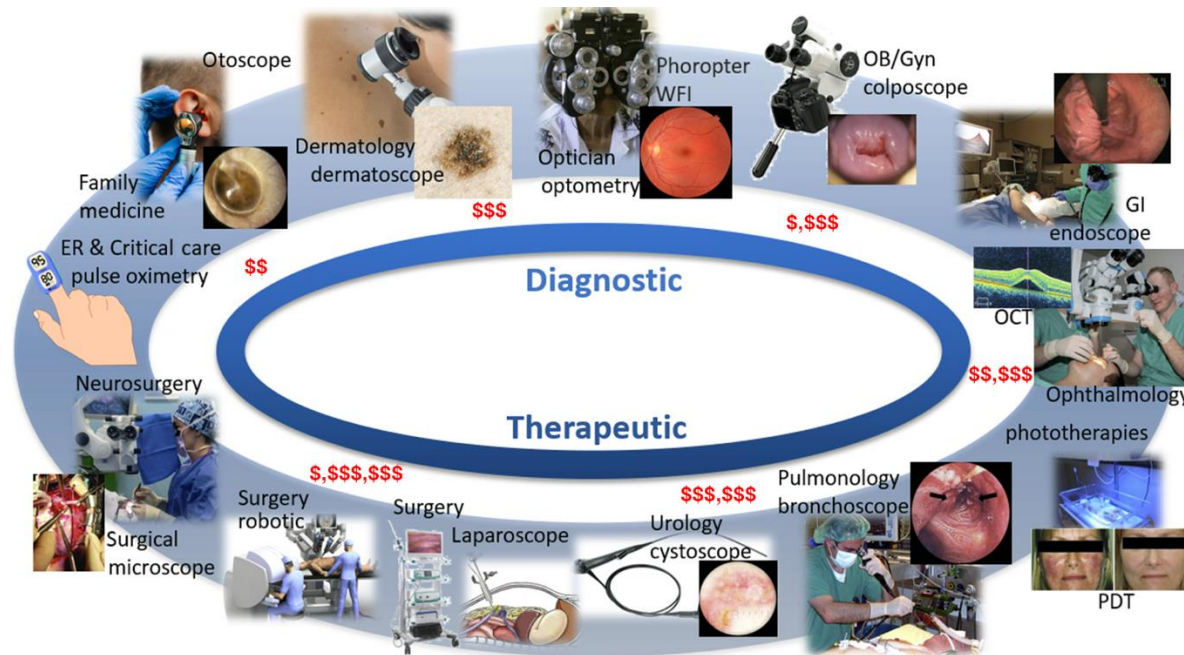 Otoscope
Phoropter
WFI
OB/Gyn
colposcope
Dermatology
dermatoscope
Optician
optometry
Family
medicine
GI
endoscope
$$$
$,$$$
ER & Critical care
pulse oximetry
$$
95
80
Diagnostic
OCT
$$,$$$
Neurosurgery
Ophthalmology
Therapeutic
phototherapies
$,$$$,$$$
$$$,$$$
Pulmonology
bronchoscope
Surgery
robotic
Surgery
Laparoscope
Urology
cystoscope
Surgical
microscope
PDT